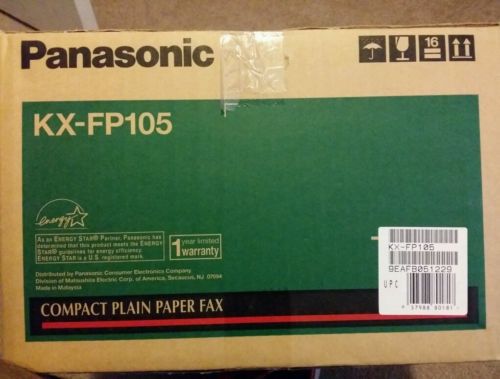 Panasonic
16
KX-FP105
energy
As an ENERGY STAR® Partner, Panasonic has
determined that this product meets the ENERGY
STAR® guidelines for energy efficiency.
ENERGY STAR is a U.S. registered mark.
1 year limited
warranty
Distributed by Panasonic Consumer Electronics Company,
Division of Matsushita Electric Corp. of America, Secaucus, NJ 07094
Made in Malaysia
KX-FP105
9EAFB051229
UPC
37988 80181
COMPACT PLAIN PAPER FAX